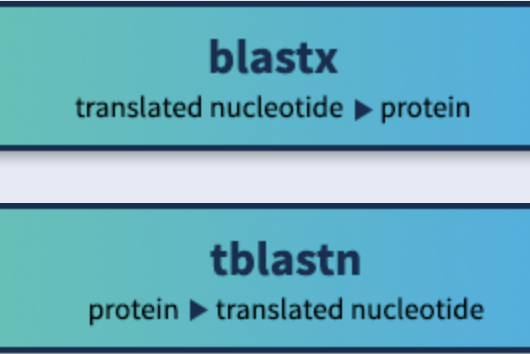 blastx
translated nucleotide ▶ protein
tblastn
protein ▶ translated nucleotide